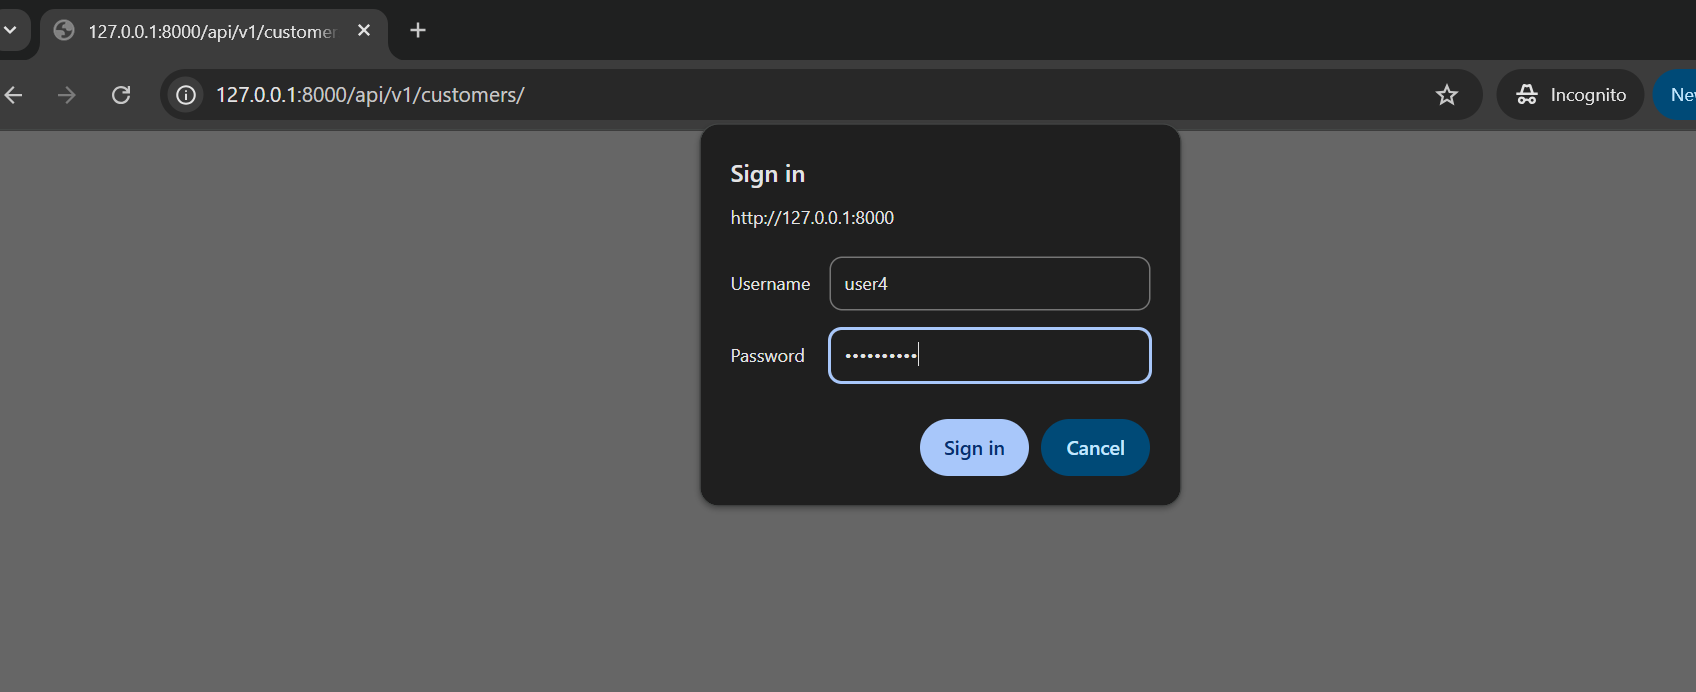 127.0.0.1:8000/api/v1/customer
127.0.0.1:8000/api/v1/customers/
Incognito
Sign in
http://127.0.0.1:8000
Username
user4
Password
••••••••••
Sign in
Cancel